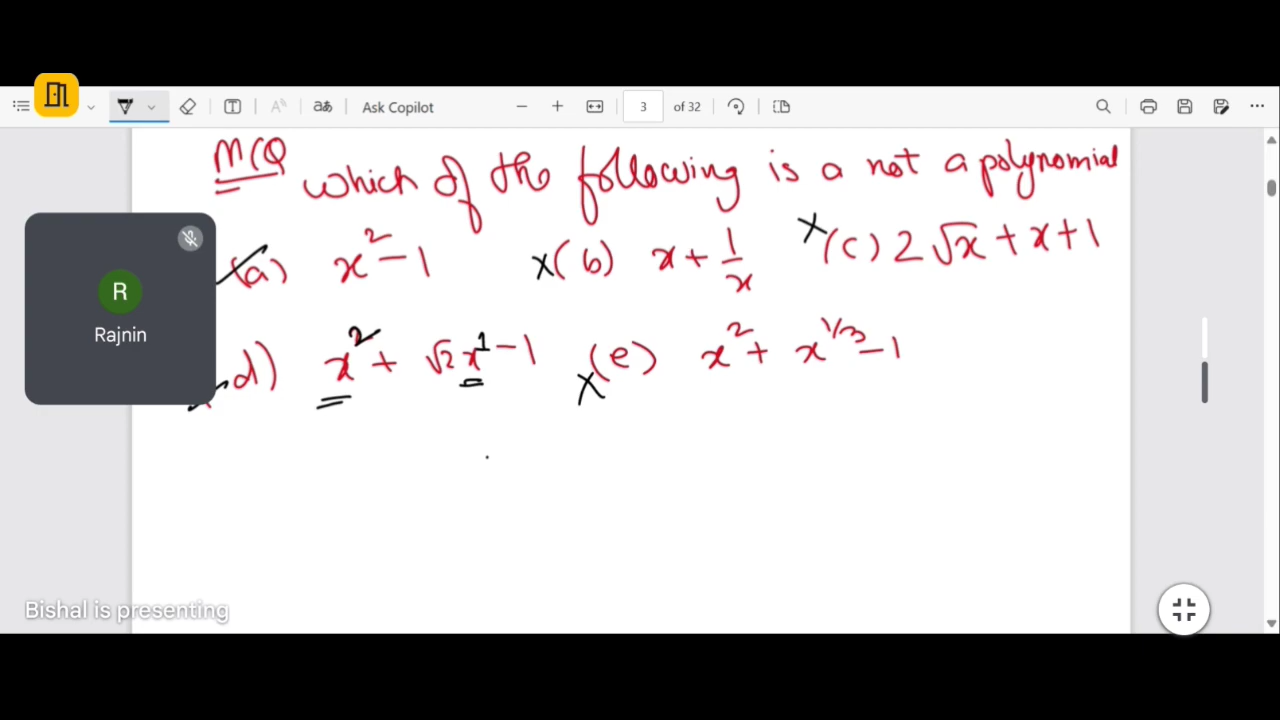 Ask Copilot
3 of 32
MCQ which of the following is a not a polynomial
(a) x² - 1 x (b) x + 1/x x (c) 2√x + x + 1
R
Rajnin
d) x² + √2 x¹ - 1 x (e) x² + x^1/3 - 1
Bishal is presenting